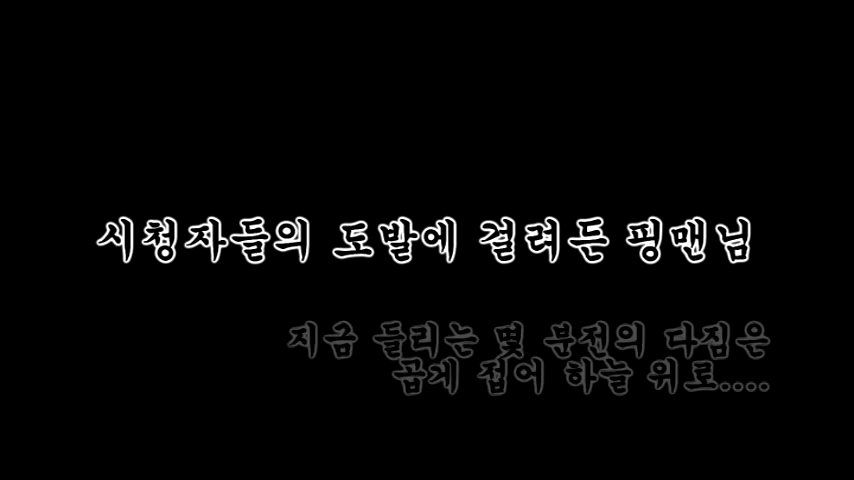 시청자들의 도발에 걸려든 핑맨님
지금 들리는 몇 분전의 다짐은
곱게 접어 하늘 위로....